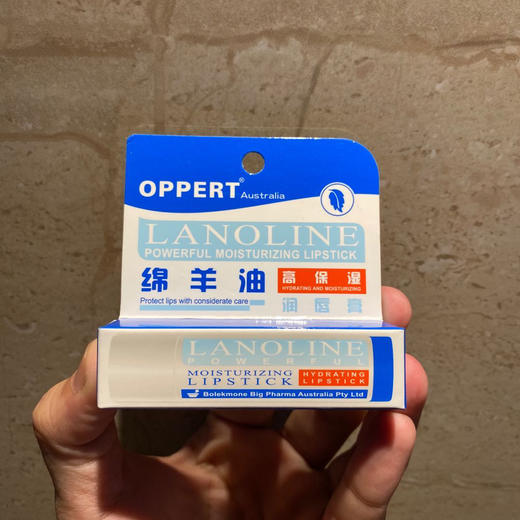 OPPERT®
Australia
LANOLINE
POWERFUL MOISTURIZING LIPSTICK
绵羊油
高保湿
HYDRATING AND MOISTURIZING
Protect lips with considerate care
润唇膏
LANOLINE
POWERFUL
MOISTURIZING
LIPSTICK
HYDRATING
LIPSTICK
Bolekmone Big Pharma Australia Pty Ltd